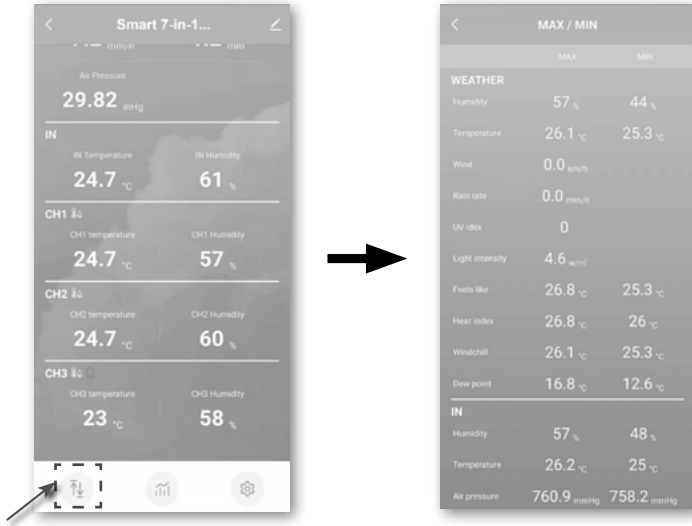 Smart 7-in-1...
mm/h mm
Air Pressure
29.82 inHg
IN
IN Temperature IN Humidity
24.7 °C 61 %
CH1
CH1 temperature CH1 Humidity
24.7 °C 57 %
CH2
CH2 temperature CH2 Humidity
24.7 °C 60 %
CH3
CH3 temperature CH3 Humidity
23 °C 58 %
MAX / MIN
MAX MIN
WEATHER
Humidity 57 % 44 %
Temperature 26.1 °C 25.3 °C
Wind 0.0 km/h
Rain rate 0.0 mm/h
UV idex 0
Light intensity 4.6 w/㎡
Feels like 26.8 °C 25.3 °C
Heat index 26.8 °C 26 °C
Windchill 26.1 °C 25.3 °C
Dew point 16.8 °C 12.6 °C
IN
Humidity 57 % 48 %
Temperature 26.2 °C 25 °C
Air pressure 760.9 mmHg 758.2 mmHg